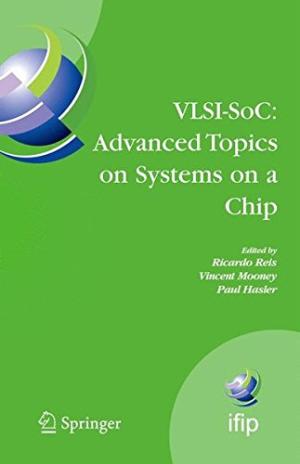 VLSI-SoC:
Advanced Topics
on Systems on a
Chip
Edited by
Ricardo Reis
Vincent Mooney
Paul Hasler
Springer
ifip